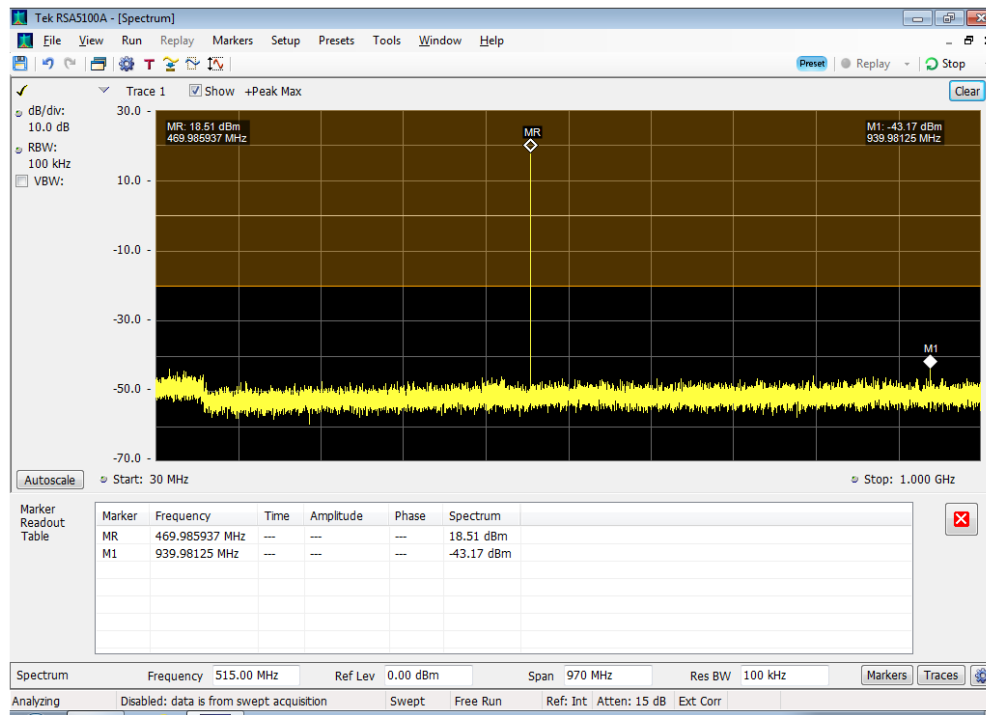 Tek RSA5100A - [Spectrum]
File View Run Replay Markers Setup Presets Tools Window Help
T Preset Replay Stop
Trace 1 Show +Peak Max Clear
dB/div:
10.0 dB
RBW:
100 kHz
VBW:
30.0
10.0
-10.0
-30.0
-50.0
-70.0
MR: 18.51 dBm
469.985937 MHz
MR
M1: -43.17 dBm
939.98125 MHz
M1
Autoscale Start: 30 MHz Stop: 1.000 GHz
Marker
Readout
Table
Marker Frequency Time Amplitude Phase Spectrum
MR 469.985937 MHz --- --- --- 18.51 dBm
M1 939.98125 MHz --- --- --- -43.17 dBm
Spectrum Frequency 515.00 MHz Ref Lev 0.00 dBm Span 970 MHz Res BW 100 kHz Markers Traces
Analyzing Disabled: data is from swept acquisition Swept Free Run Ref: Int Atten: 15 dB Ext Corr